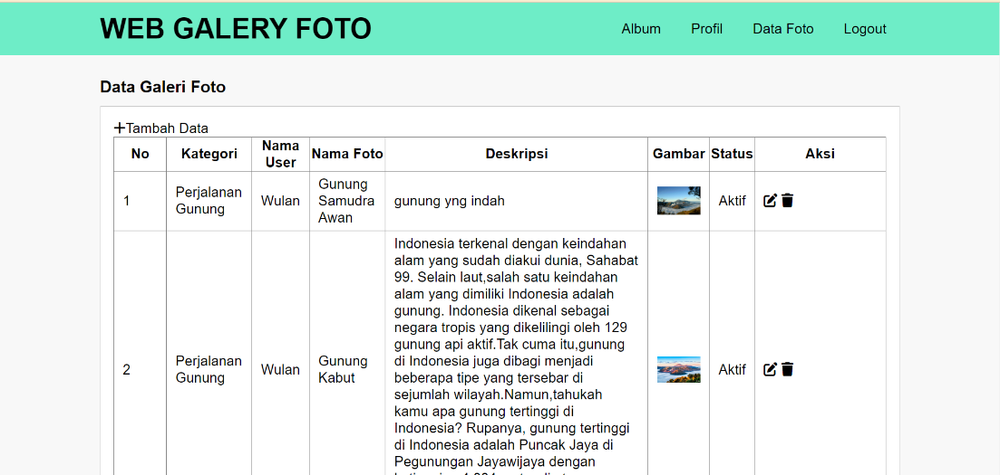 WEB GALERY FOTO
Album Profil Data Foto Logout
Data Galeri Foto
+Tambah Data
No Kategori Nama User Nama Foto Deskripsi Gambar Status Aksi
1
Perjalanan
Gunung
Wulan
Gunung
Samudra
Awan
gunung yng indah
Aktif
2
Perjalanan
Gunung
Wulan
Gunung
Kabut
Indonesia terkenal dengan keindahan
alam yang sudah diakui dunia, Sahabat
99. Selain laut,salah satu keindahan
alam yang dimiliki Indonesia adalah
gunung. Indonesia dikenal sebagai
negara tropis yang dikelilingi oleh 129
gunung api aktif.Tak cuma itu,gunung
di Indonesia juga dibagi menjadi
beberapa tipe yang tersebar di
sejumlah wilayah.Namun,tahukah
kamu apa gunung tertinggi di
Indonesia? Rupanya, gunung tertinggi
di Indonesia adalah Puncak Jaya di
Pegunungan Jayawijaya dengan
Aktif